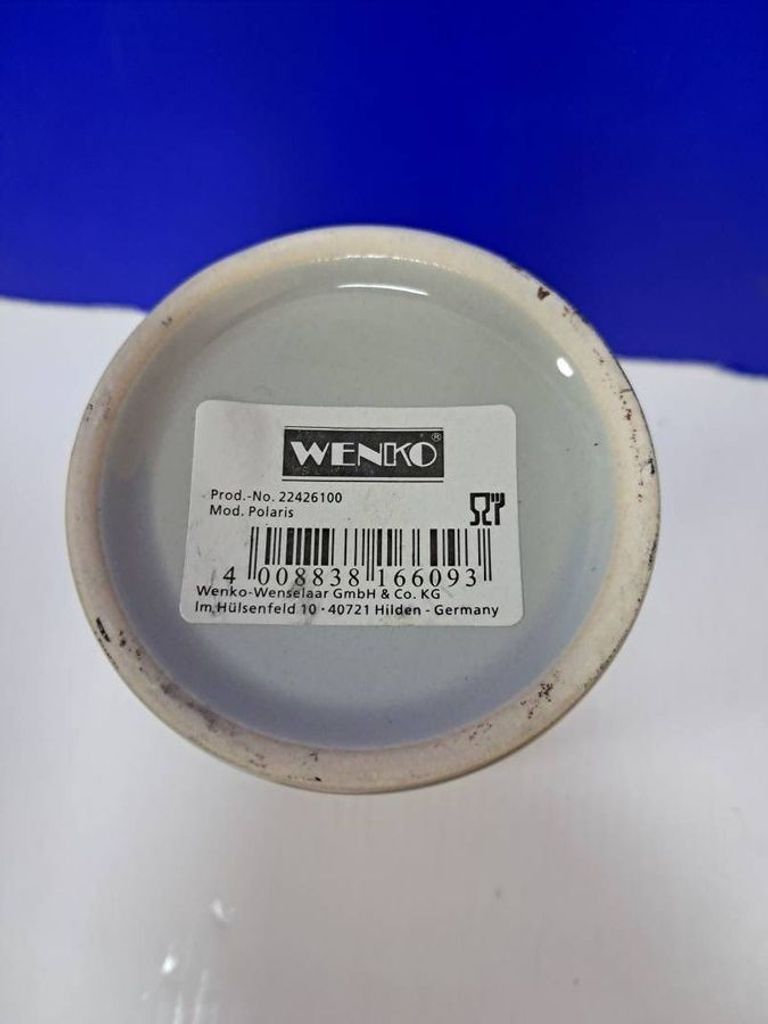 WENKO®
Prod.-No. 22426100
Mod. Polaris
4 008838 166093
Wenko-Wenselaar GmbH & Co. KG
Im Hülsenfeld 10 · 40721 Hilden - Germany